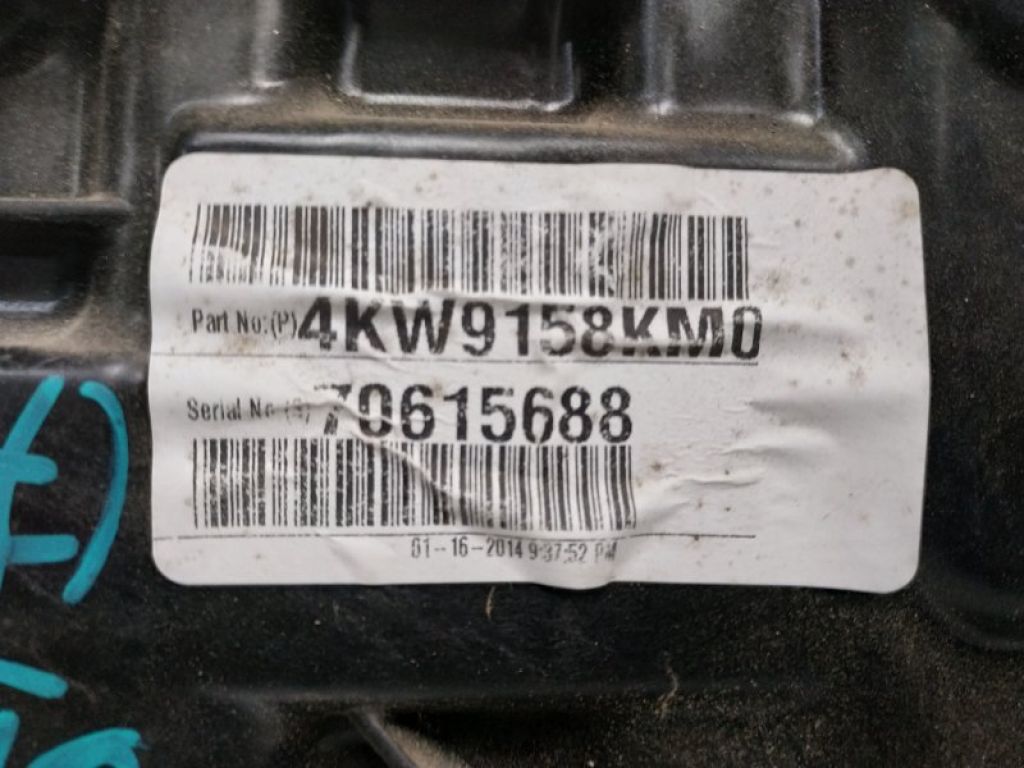 Part No:(P)4KW9158KM0
Serial No (S)70615688
01-16-2014 9:37:52 PM